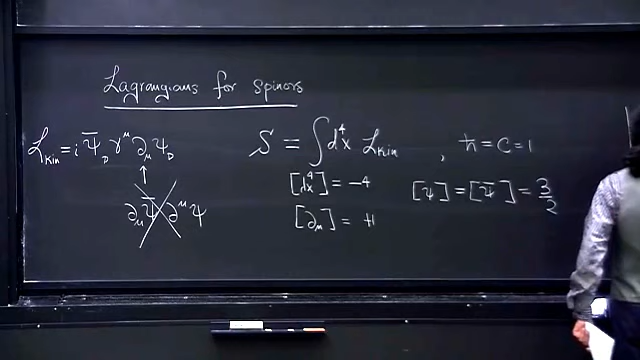 Lagrangians for spinors
ℒ_Kin = i ψ̄_D γ^μ ∂_μ ψ_D
↑
∂_μ ψ̄ ∂^μ ψ
S = ∫ d⁴x ℒ_Kin , ħ = C = 1
[d⁴x] = -4
[∂_μ] = +1
[ψ] = [ψ̄] = 3/2